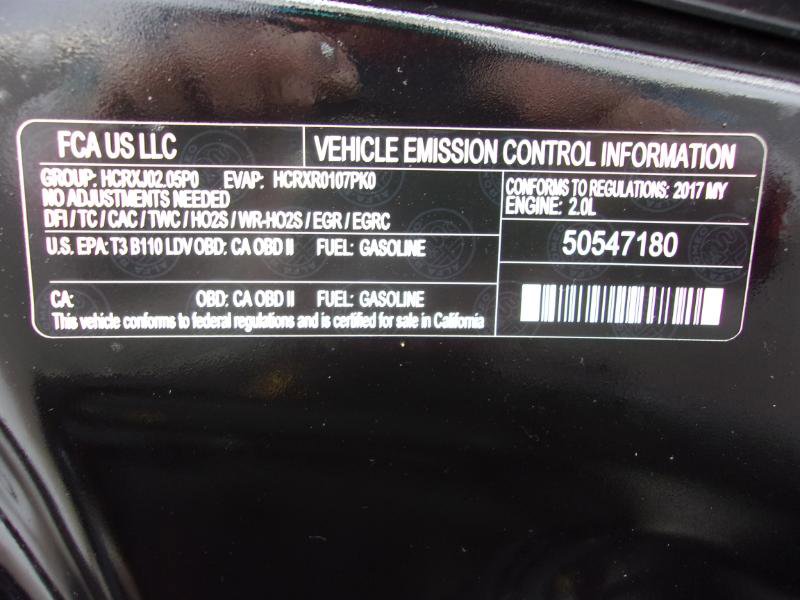 FCA US LLC
VEHICLE EMISSION CONTROL INFORMATION
GROUP: HCRXJ02.05P0 EVAP: HCRXR0107PK0
NO ADJUSTMENTS NEEDED
DFI / TC / CAC / TWC / HO2S / WR-HO2S / EGR / EGRC
U.S. EPA: T3 B110 LDV OBD: CA OBD II FUEL: GASOLINE
CA: OBD: CA OBD II FUEL: GASOLINE
This vehicle conforms to federal regulations and is certified for sale in California
CONFORMS TO REGULATIONS: 2017 MY
ENGINE: 2.0L
50547180